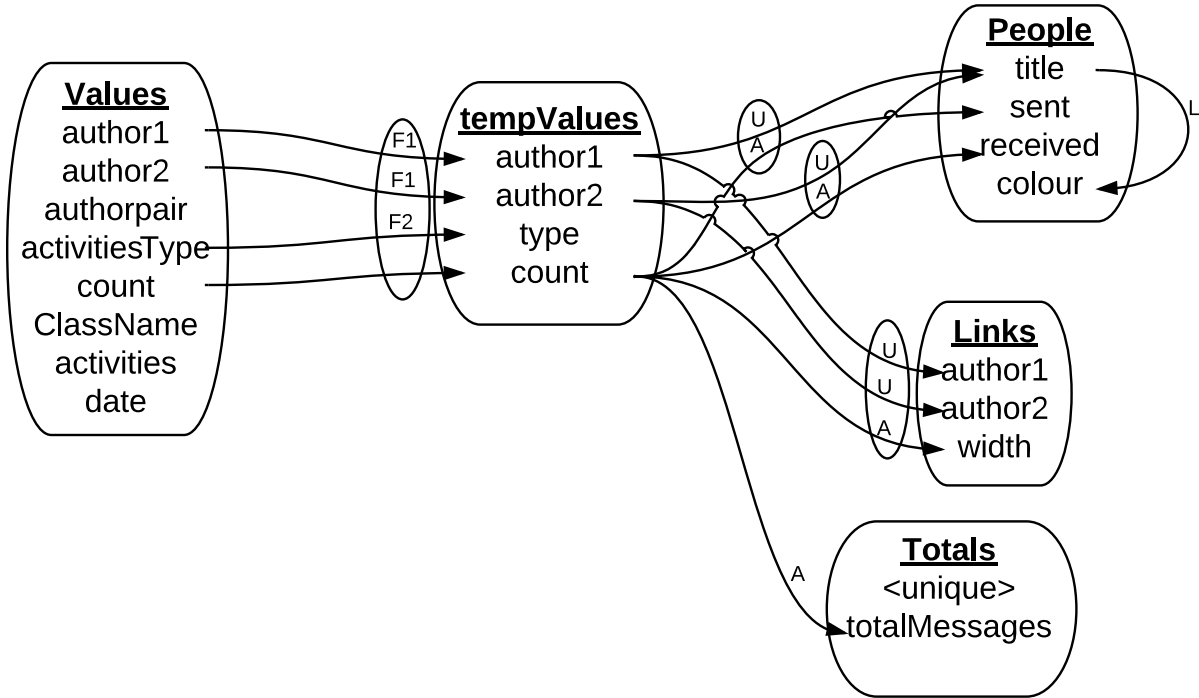 Values
author1
author2
authorpair
activitiesType
count
ClassName
activities
date
F1
F1
F2
tempValues
author1
author2
type
count
U
A
U
A
People
title
sent
received
colour
L
U
U
A
Links
author1
author2
width
A
Totals
<unique>
totalMessages